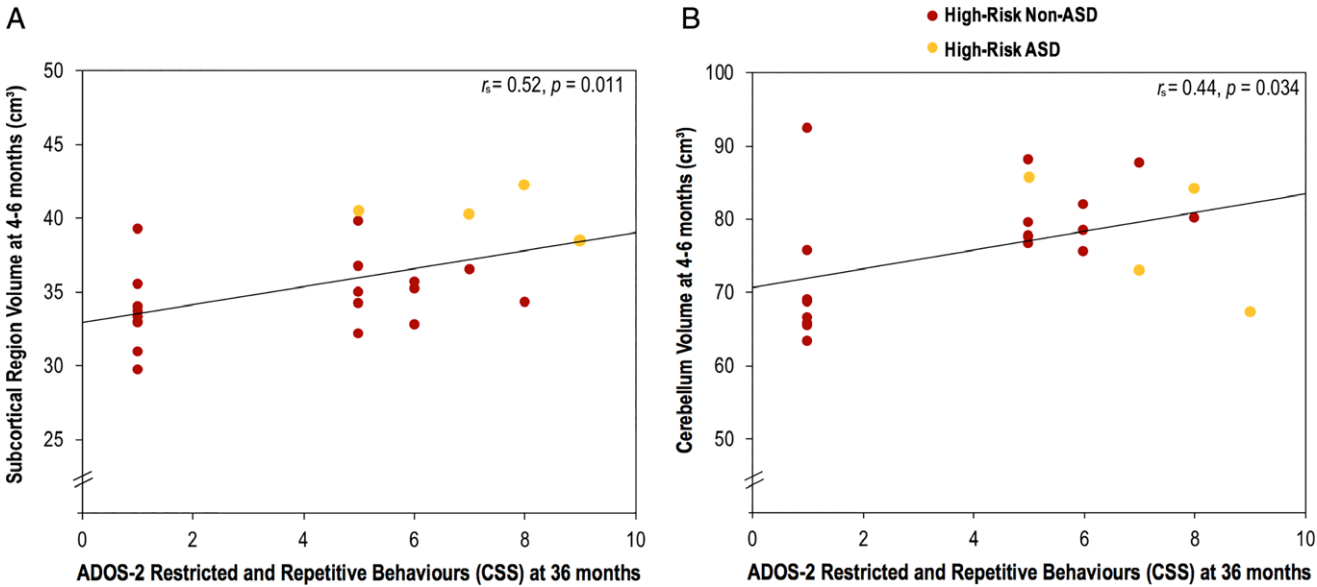 A
Subcortical Region Volume at 4-6 months (cm³)
50
45
40
35
30
25
rₛ= 0.52, p = 0.011
0 2 4 6 8 10
ADOS-2 Restricted and Repetitive Behaviours (CSS) at 36 months
B
High-Risk Non-ASD
High-Risk ASD
Cerebellum Volume at 4-6 months (cm³)
100
90
80
70
60
50
rₛ= 0.44, p = 0.034
0 2 4 6 8 10
ADOS-2 Restricted and Repetitive Behaviours (CSS) at 36 months